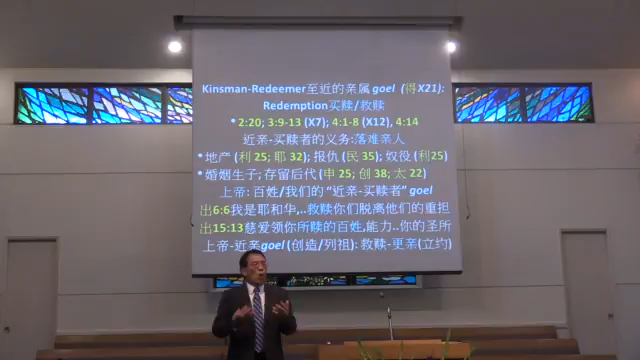 Kinsman-Redeemer至近的亲属goel (得X21):
Redemption买赎/救赎
*2:20; 3:9-13 (X7); 4:1-8 (X12), 4:14
近亲-买赎者的义务:落难亲人
*地产 (利 25; 耶 32); 报仇 (民 35); 奴役 (利25)
*婚姻生子; 存留后代 (申 25; 创 38; 太 22)
上帝: 百姓/我们的 “近亲-买赎者” goel
出6:6我是耶和华,..救赎你们脱离他们的重担
出15:13慈爱领你所赎的百姓,能力..你的圣所
上帝-近亲goel (创造/列祖): 救赎-更亲(立约)